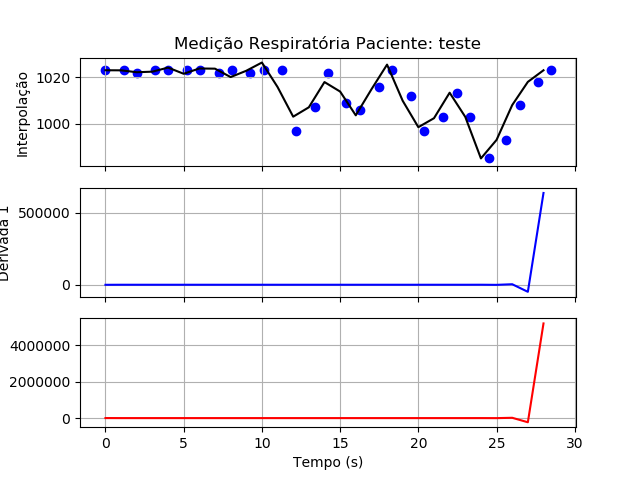 Medição Respiratória Paciente: teste
Interpolação
1020
1000
Derivada 1
500000
0
4000000
2000000
0
0 5 10 15 20 25 30
Tempo (s)